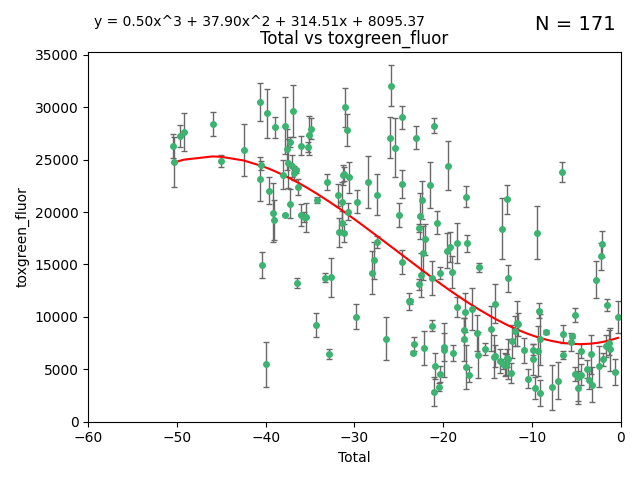 y = 0.50x^3 + 37.90x^2 + 314.51x + 8095.37
N = 171
Total vs toxgreen_fluor
35000
30000
25000
20000
15000
10000
5000
0
toxgreen_fluor
−60 −50 −40 −30 −20 −10 0
Total